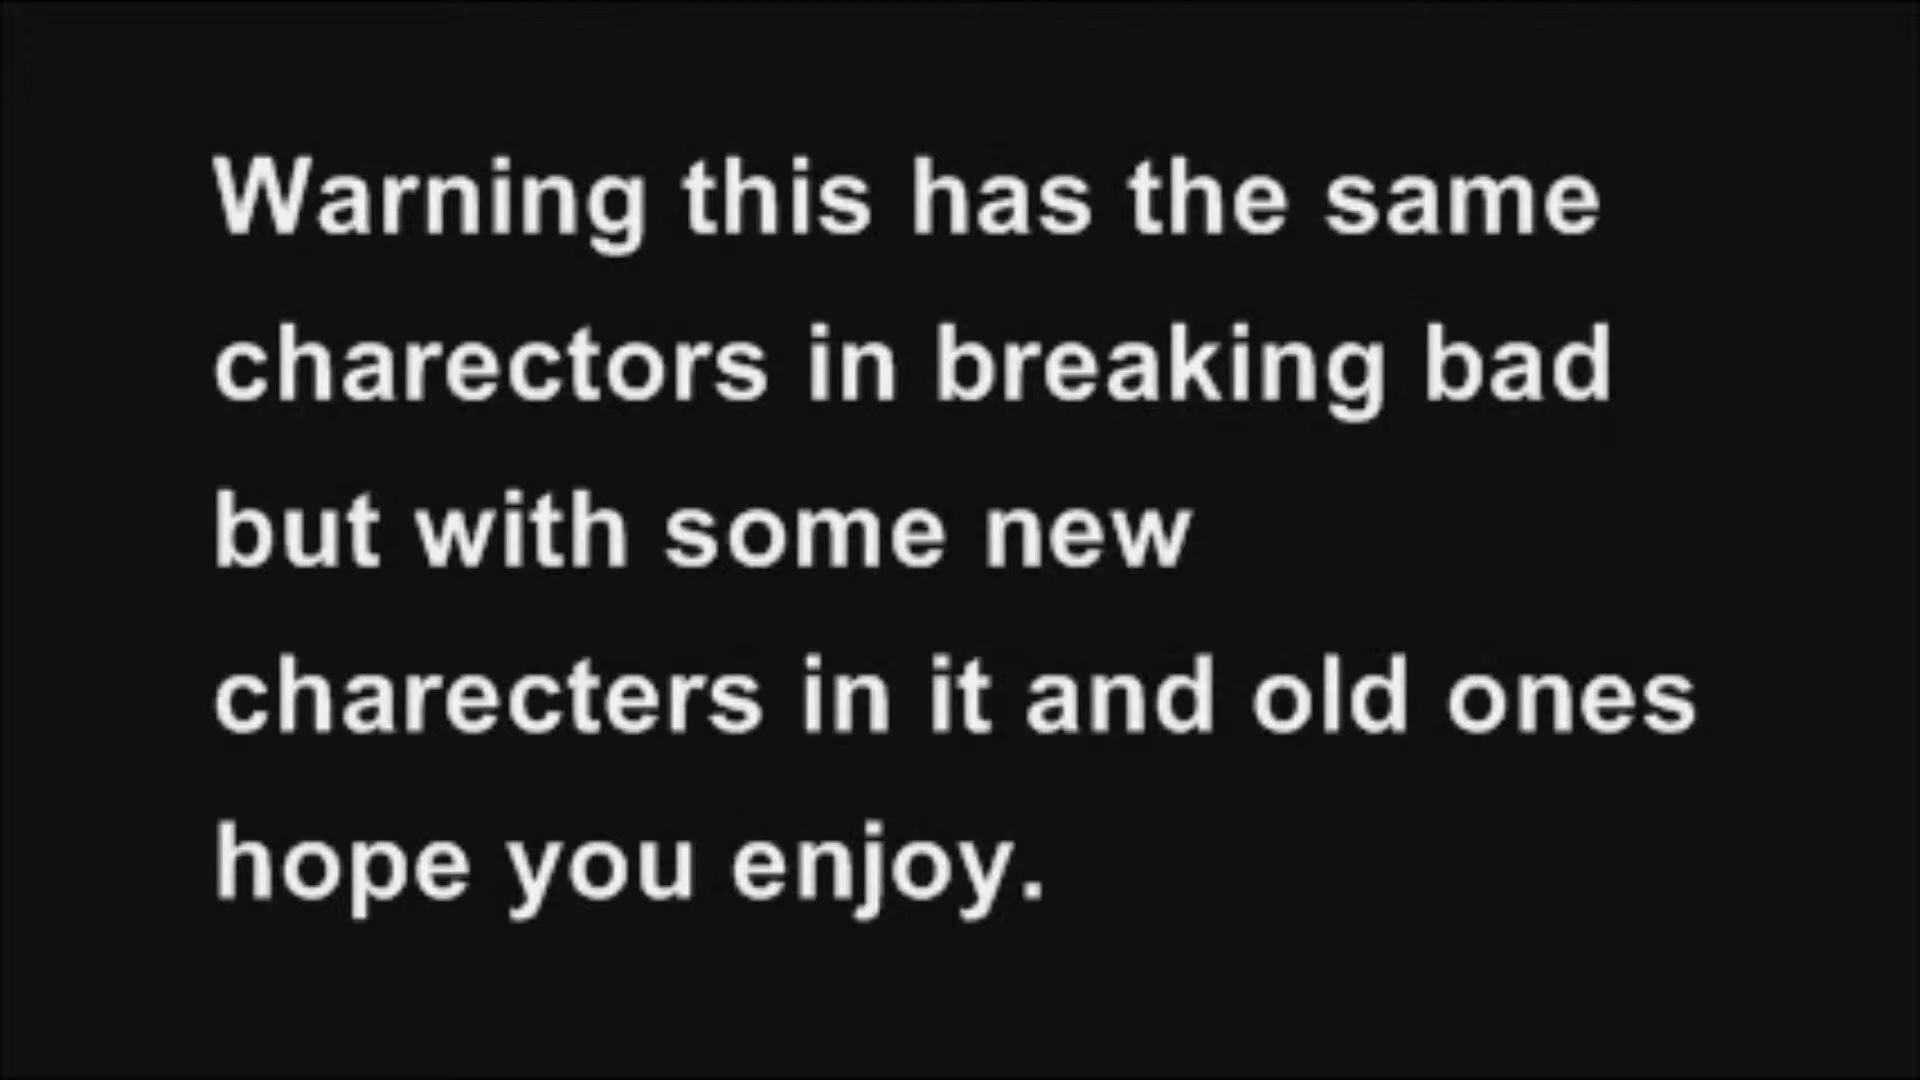 Warning this has the same
charectors in breaking bad
but with some new
charecters in it and old ones
hope you enjoy.